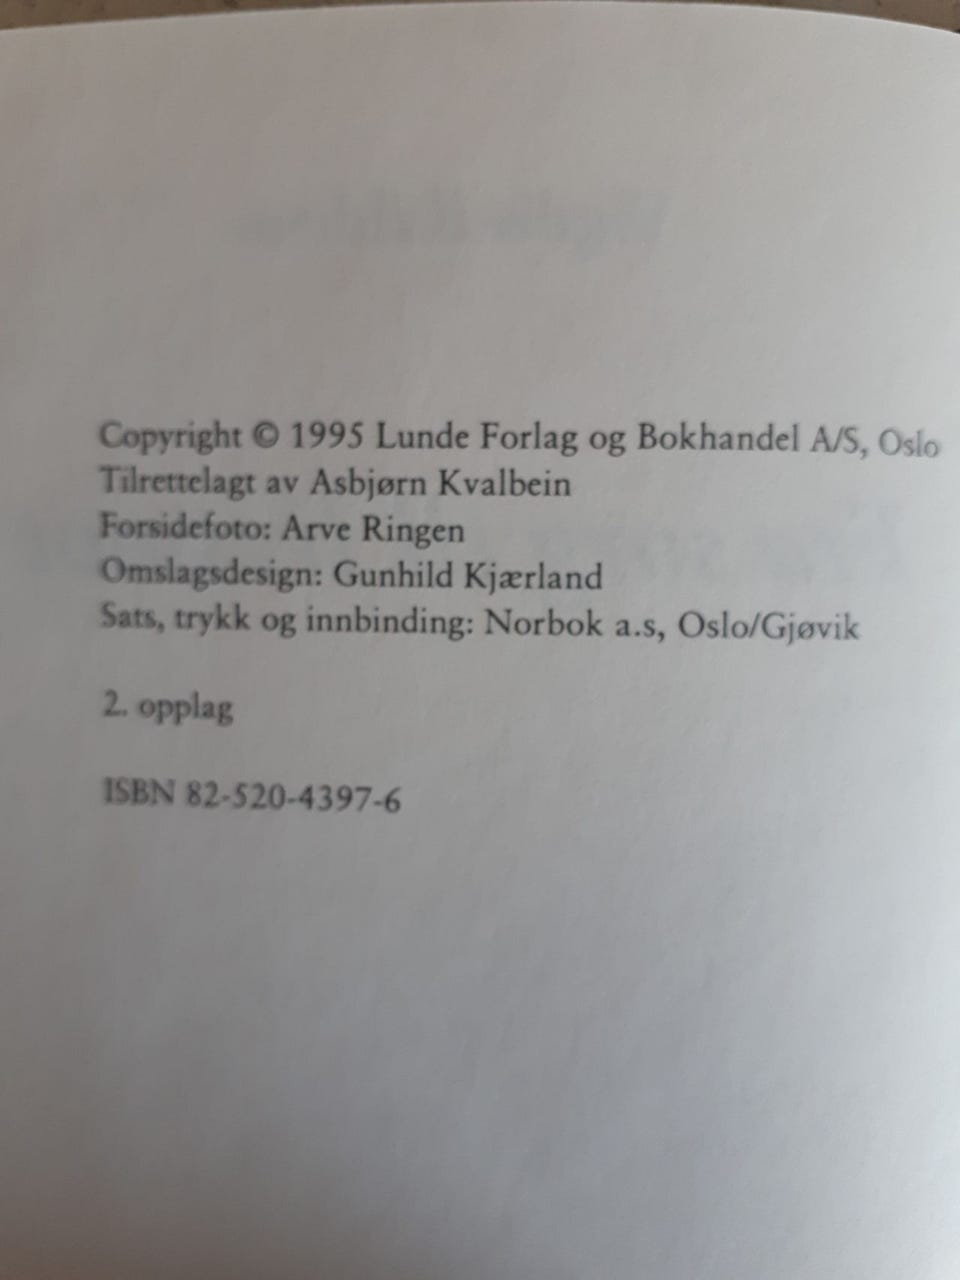 Copyright © 1995 Lunde Forlag og Bokhandel A/S, Oslo
Tilrettelagt av Asbjørn Kvalbein
Forsidefoto: Arve Ringen
Omslagsdesign: Gunhild Kjærland
Sats, trykk og innbinding: Norbok a.s, Oslo/Gjøvik
2. opplag
ISBN 82-520-4397-6